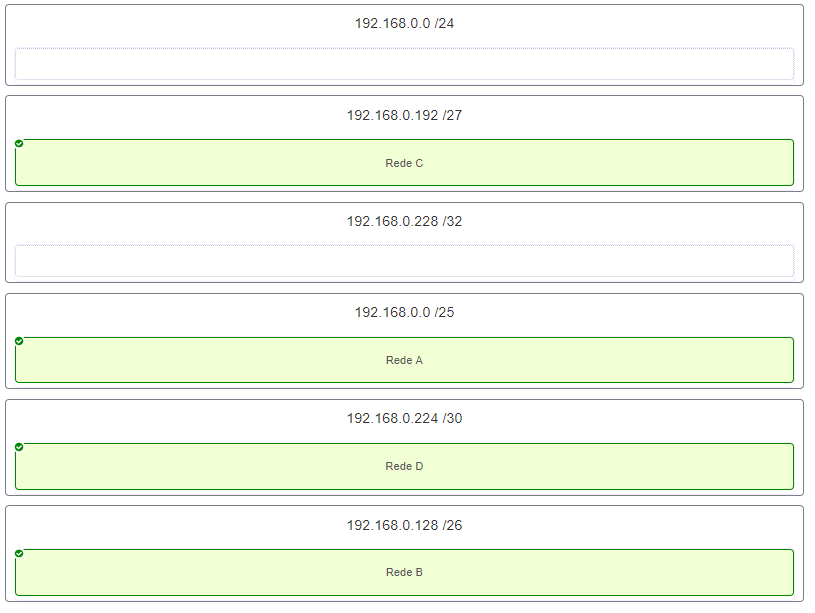 192.168.0.0 /24
192.168.0.192 /27
Rede C
192.168.0.228 /32
192.168.0.0 /25
Rede A
192.168.0.224 /30
Rede D
192.168.0.128 /26
Rede B